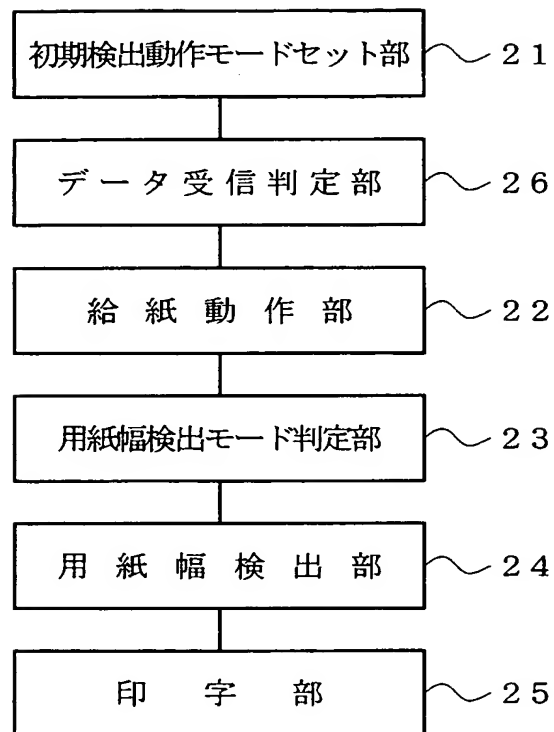 初期検出動作モードセット部 21
データ受信判定部 26
給紙動作部 22
用紙幅検出モード判定部 23
用紙幅検出部 24
印字部 25